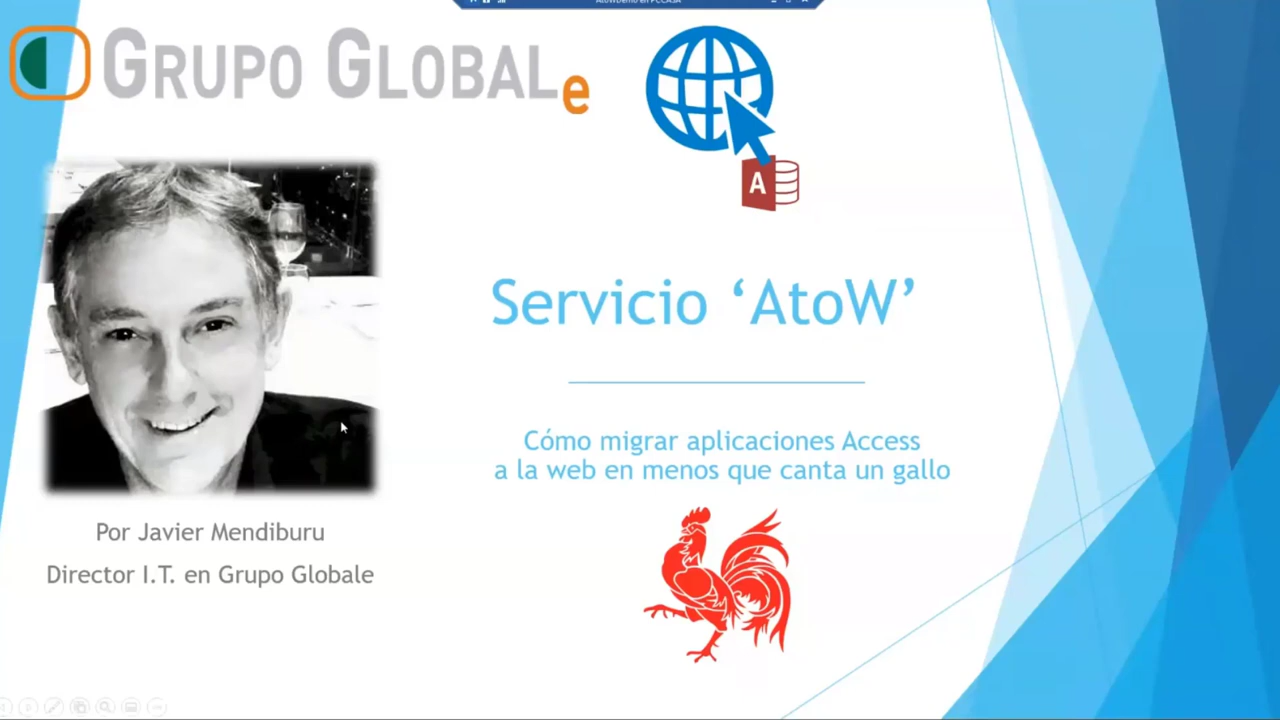 GRUPO GLOBALe
A
Servicio ‘AtoW’
Cómo migrar aplicaciones Access
a la web en menos que canta un gallo
Por Javier Mendiburu
Director I.T. en Grupo Globale